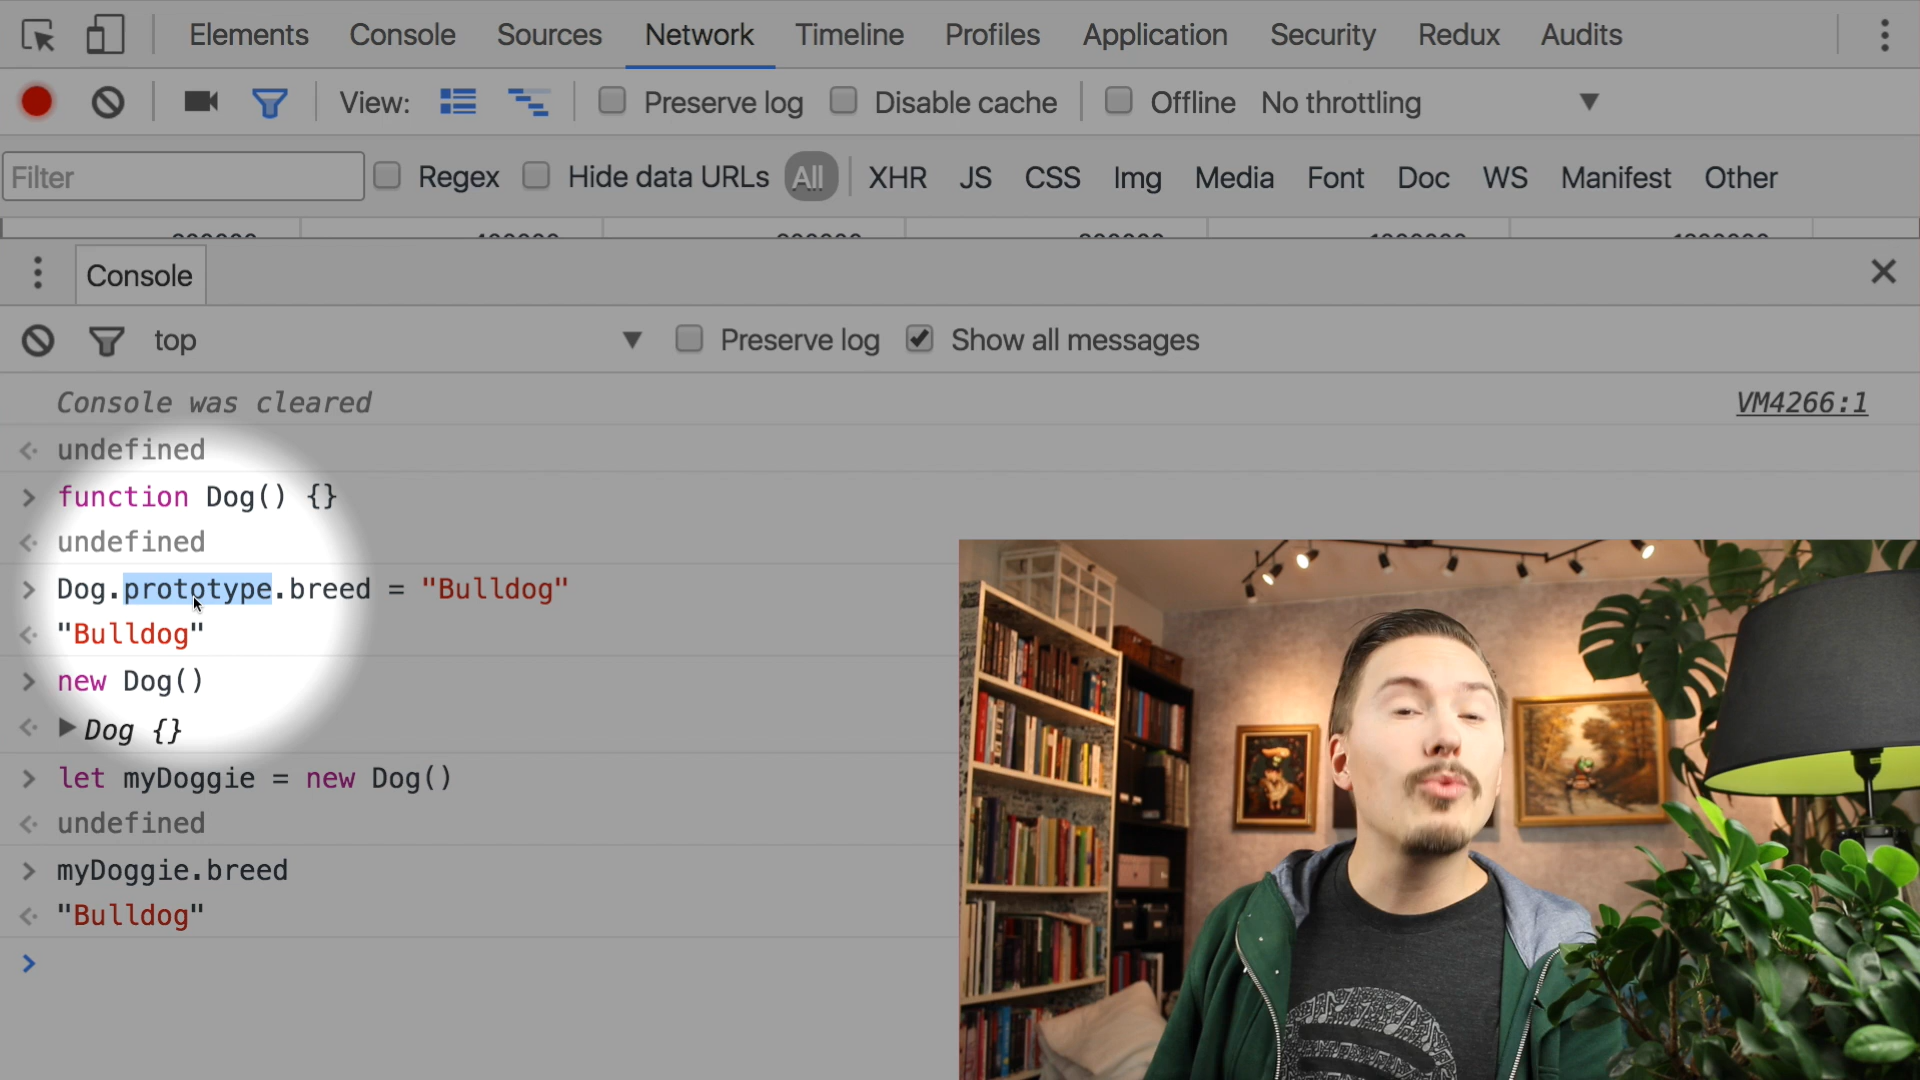 Elements Console Sources Network Timeline Profiles Application Security Redux Audits
View: Preserve log Disable cache Offline No throttling
Filter Regex Hide data URLs All XHR JS CSS Img Media Font Doc WS Manifest Other
Console
top Preserve log Show all messages
Console was cleared VM4266:1
undefined
function Dog() {}
undefined
Dog.prototype.breed = "Bulldog"
"Bulldog"
new Dog()
Dog {}
let myDoggie = new Dog()
undefined
myDoggie.breed
"Bulldog"